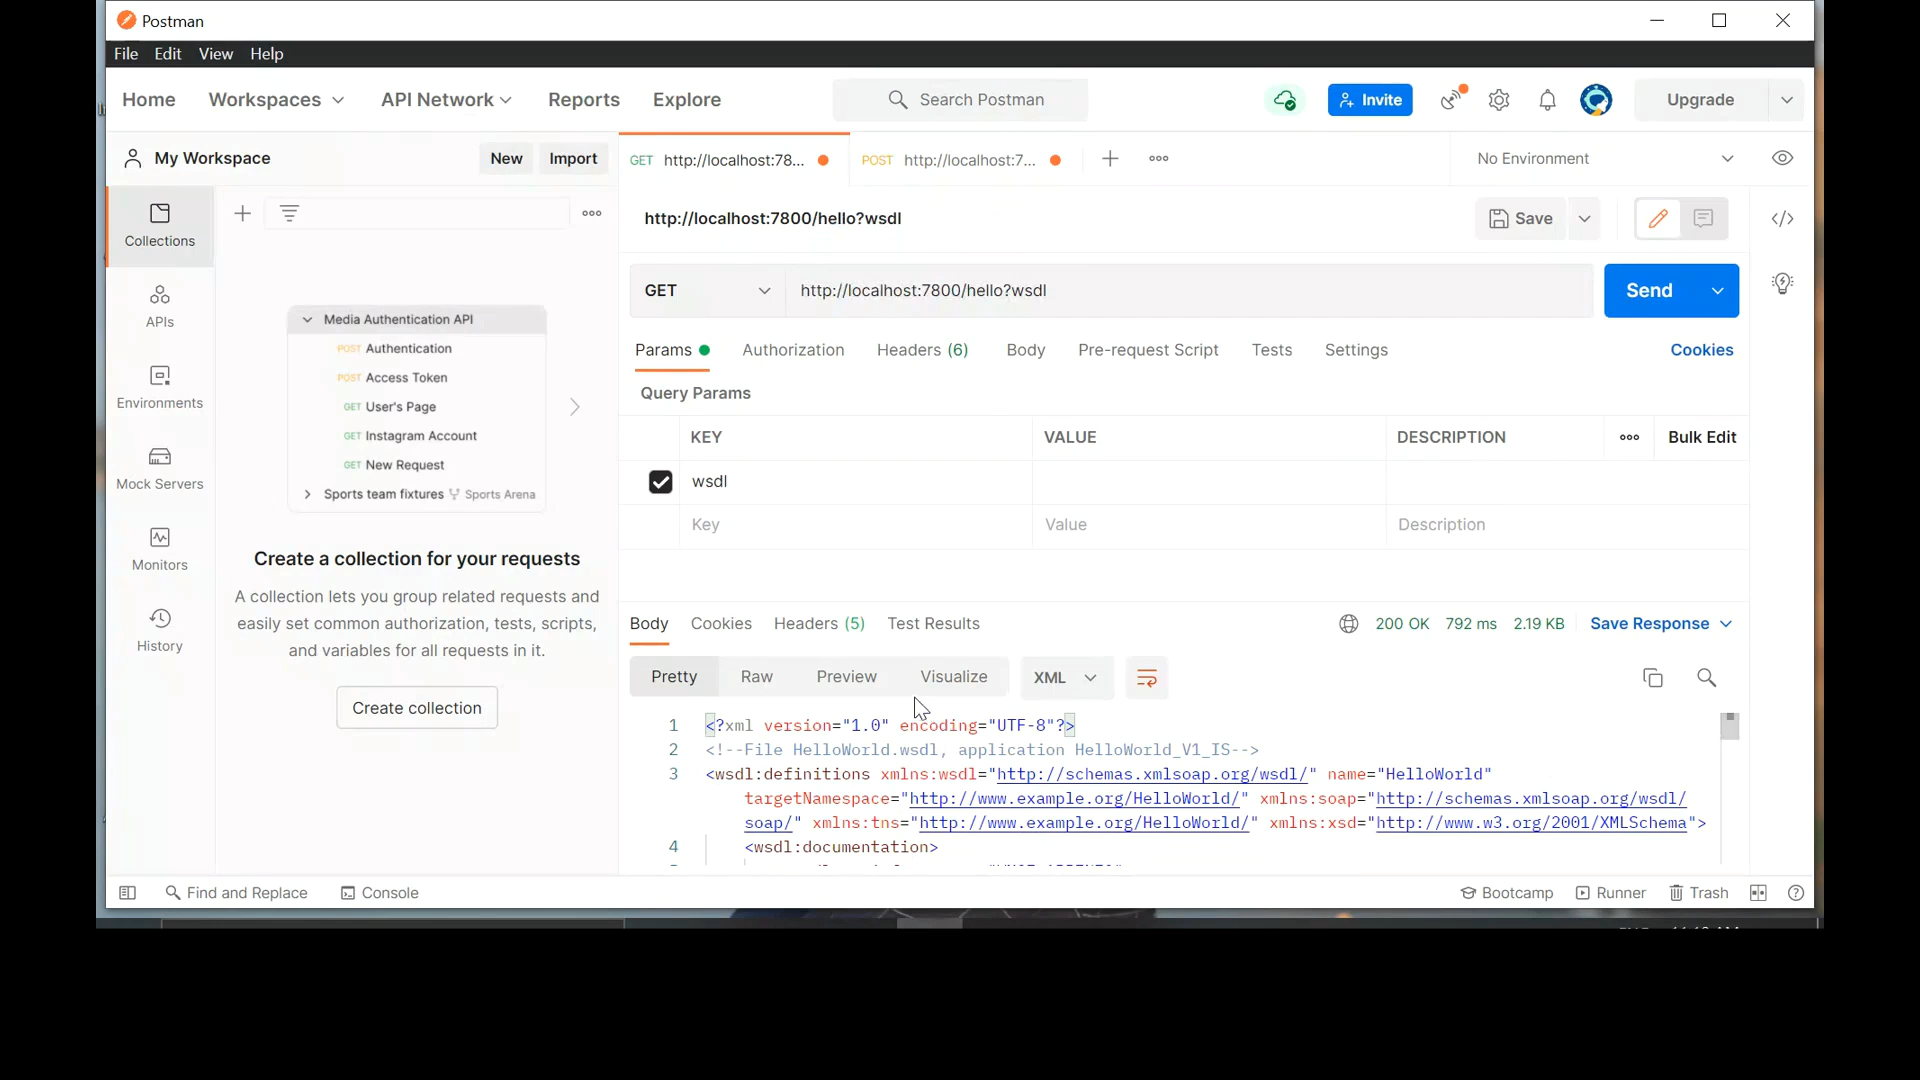 Postman
File Edit View Help
Home Workspaces API Network Reports Explore Search Postman Invite Upgrade
My Workspace New Import GET http://localhost:78... POST http://localhost:7... No Environment
http://localhost:7800/hello?wsdl Save
Collections
GET http://localhost:7800/hello?wsdl Send
APIs
Params Authorization Headers (6) Body Pre-request Script Tests Settings Cookies
Environments
Mock Servers
Monitors
History
Media Authentication API
POST Authentication
POST Access Token
GET User's Page
GET Instagram Account
GET New Request
Sports team fixtures Sports Arena
Create a collection for your requests
A collection lets you group related requests and
easily set common authorization, tests, scripts,
and variables for all requests in it.
Create collection
Query Params
KEY VALUE DESCRIPTION Bulk Edit
wsdl
Key Value Description
Body Cookies Headers (5) Test Results 200 OK 792 ms 2.19 KB Save Response
Pretty Raw Preview Visualize XML
1 <?xml version="1.0" encoding="UTF-8"?>
2 <!--File HelloWorld.wsdl, application HelloWorld_V1_IS-->
3 <wsdl:definitions xmlns:wsdl="http://schemas.xmlsoap.org/wsdl/" name="HelloWorld"
targetNamespace="http://www.example.org/HelloWorld/" xmlns:soap="http://schemas.xmlsoap.org/wsdl/
soap/" xmlns:tns="http://www.example.org/HelloWorld/" xmlns:xsd="http://www.w3.org/2001/XMLSchema">
4 <wsdl:documentation>
Find and Replace Console Bootcamp Runner Trash